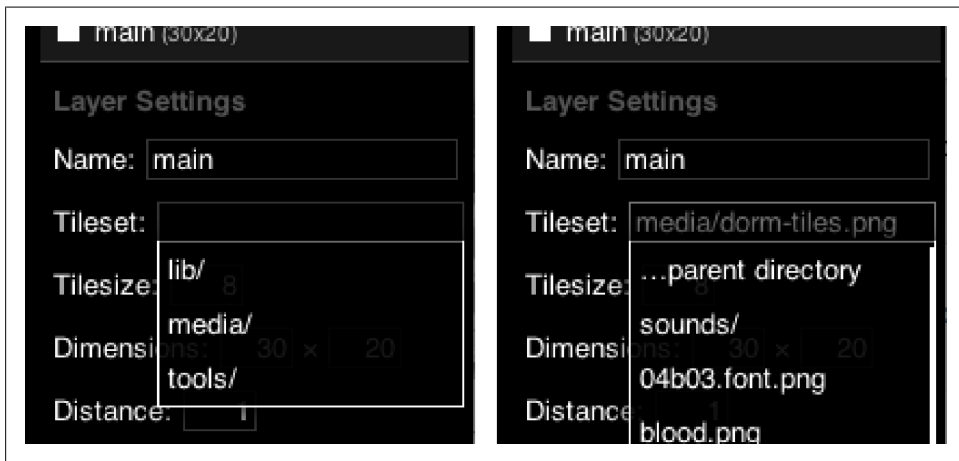 main (30x20)
Layer Settings
Name: main
Tileset:
lib/
Tilesize: 8
media/
Dimensions: 30 × 20
tools/
Distance: 1
main (30x20)
Layer Settings
Name: main
Tileset: media/dorm-tiles.png
...parent directory
Tilesize: 8
sounds/
Dimensions: 30 × 20
04b03.font.png
Distance: 1
blood.png